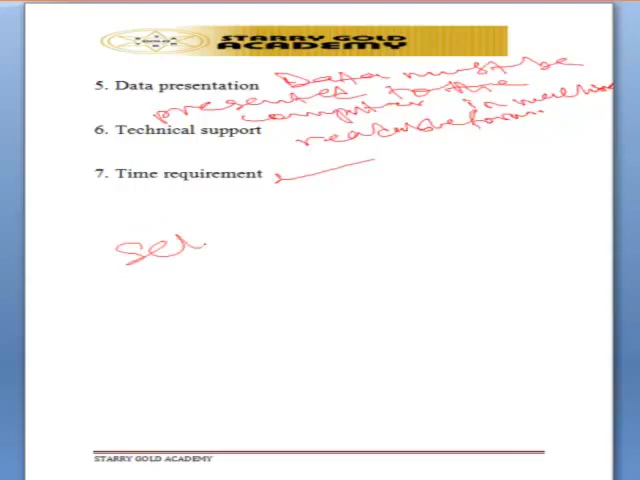 STARRY GOLD
ACADEMY
GOLD
5. Data presentation Data must be
presented to the
computer in machine
readable form
6. Technical support
7. Time requirement
STARRY GOLD ACADEMY